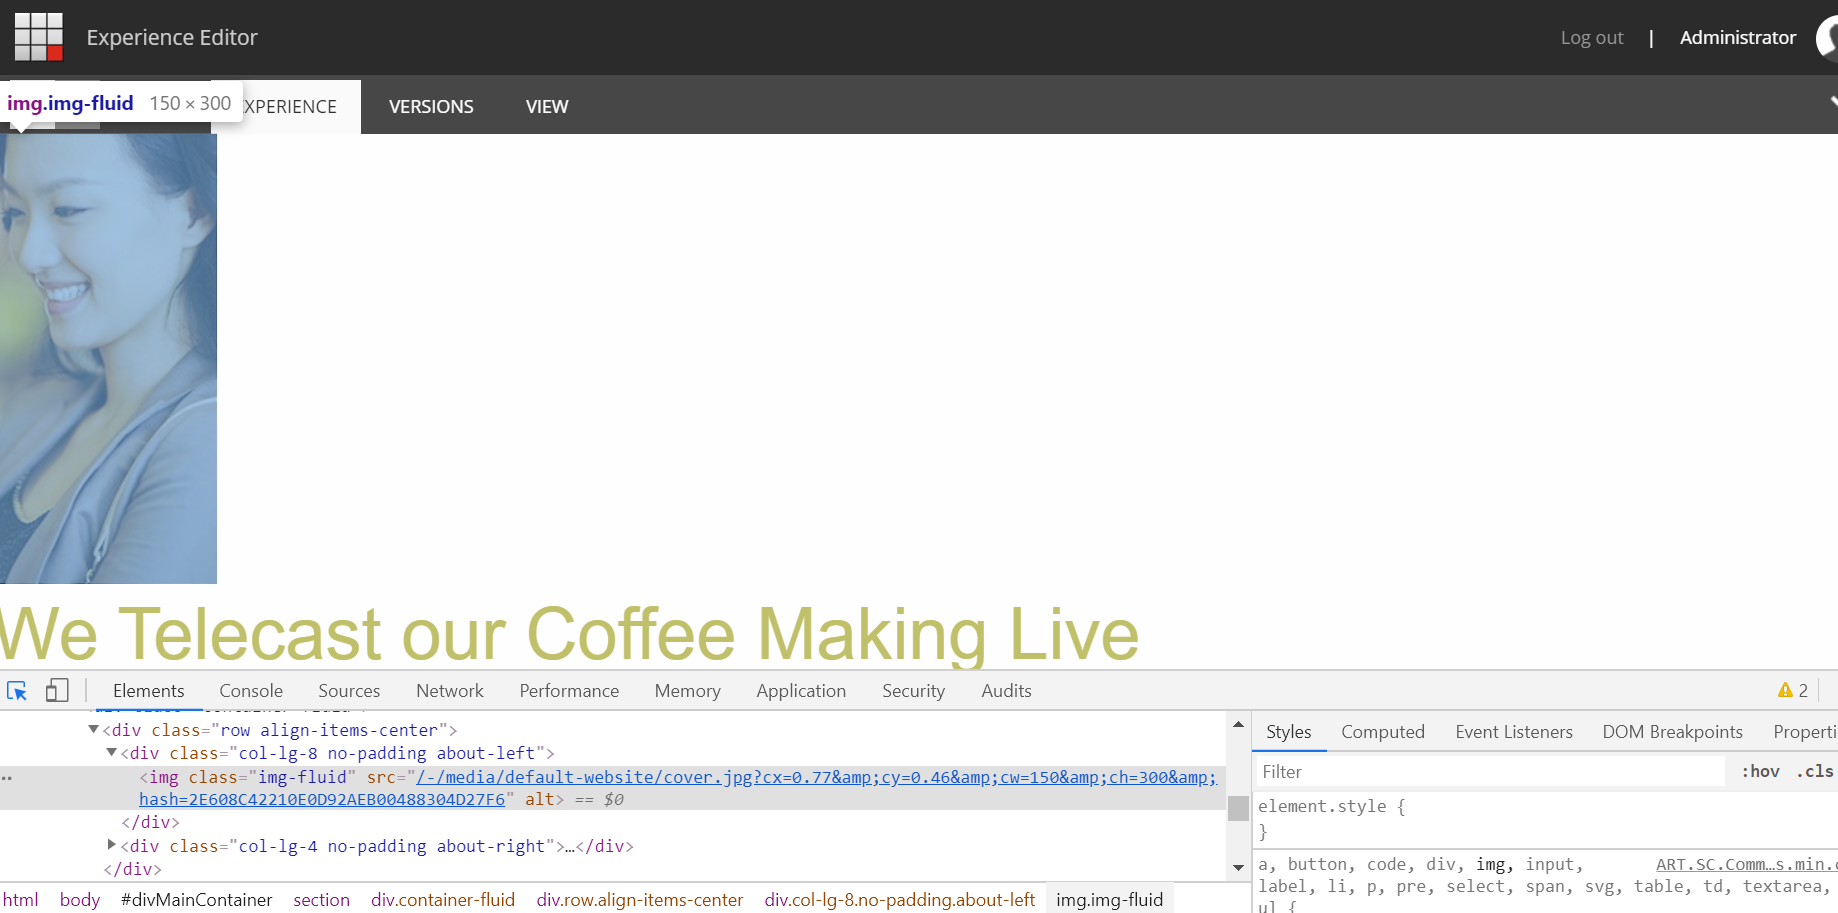 Experience Editor
Log out | Administrator
img.img-fluid 150 × 300
XPERIENCE VERSIONS VIEW
We Telecast our Coffee Making Live
Elements Console Sources Network Performance Memory Application Security Audits 2
▼<div class="row align-items-center">
▼<div class="col-lg-8 no-padding about-left">
<img class="img-fluid" src="/-/media/default-website/cover.jpg?cx=0.77&amp;cy=0.46&amp;cw=150&amp;ch=300&amp;
hash=2E608C42210E0D92AEB00488304D27F6" alt> == $0
</div>
▶<div class="col-lg-4 no-padding about-right">…</div>
</div>
html body #divMainContainer section div.container-fluid div.row.align-items-center div.col-lg-8.no-padding.about-left img.img-fluid
Styles Computed Event Listeners DOM Breakpoints Properti
Filter :hov .cls
element.style {
}
a, button, code, div, img, input, ART.SC.Comm…s.min.c
label, li, p, pre, select, span, svg, table, td, textarea,
ul {